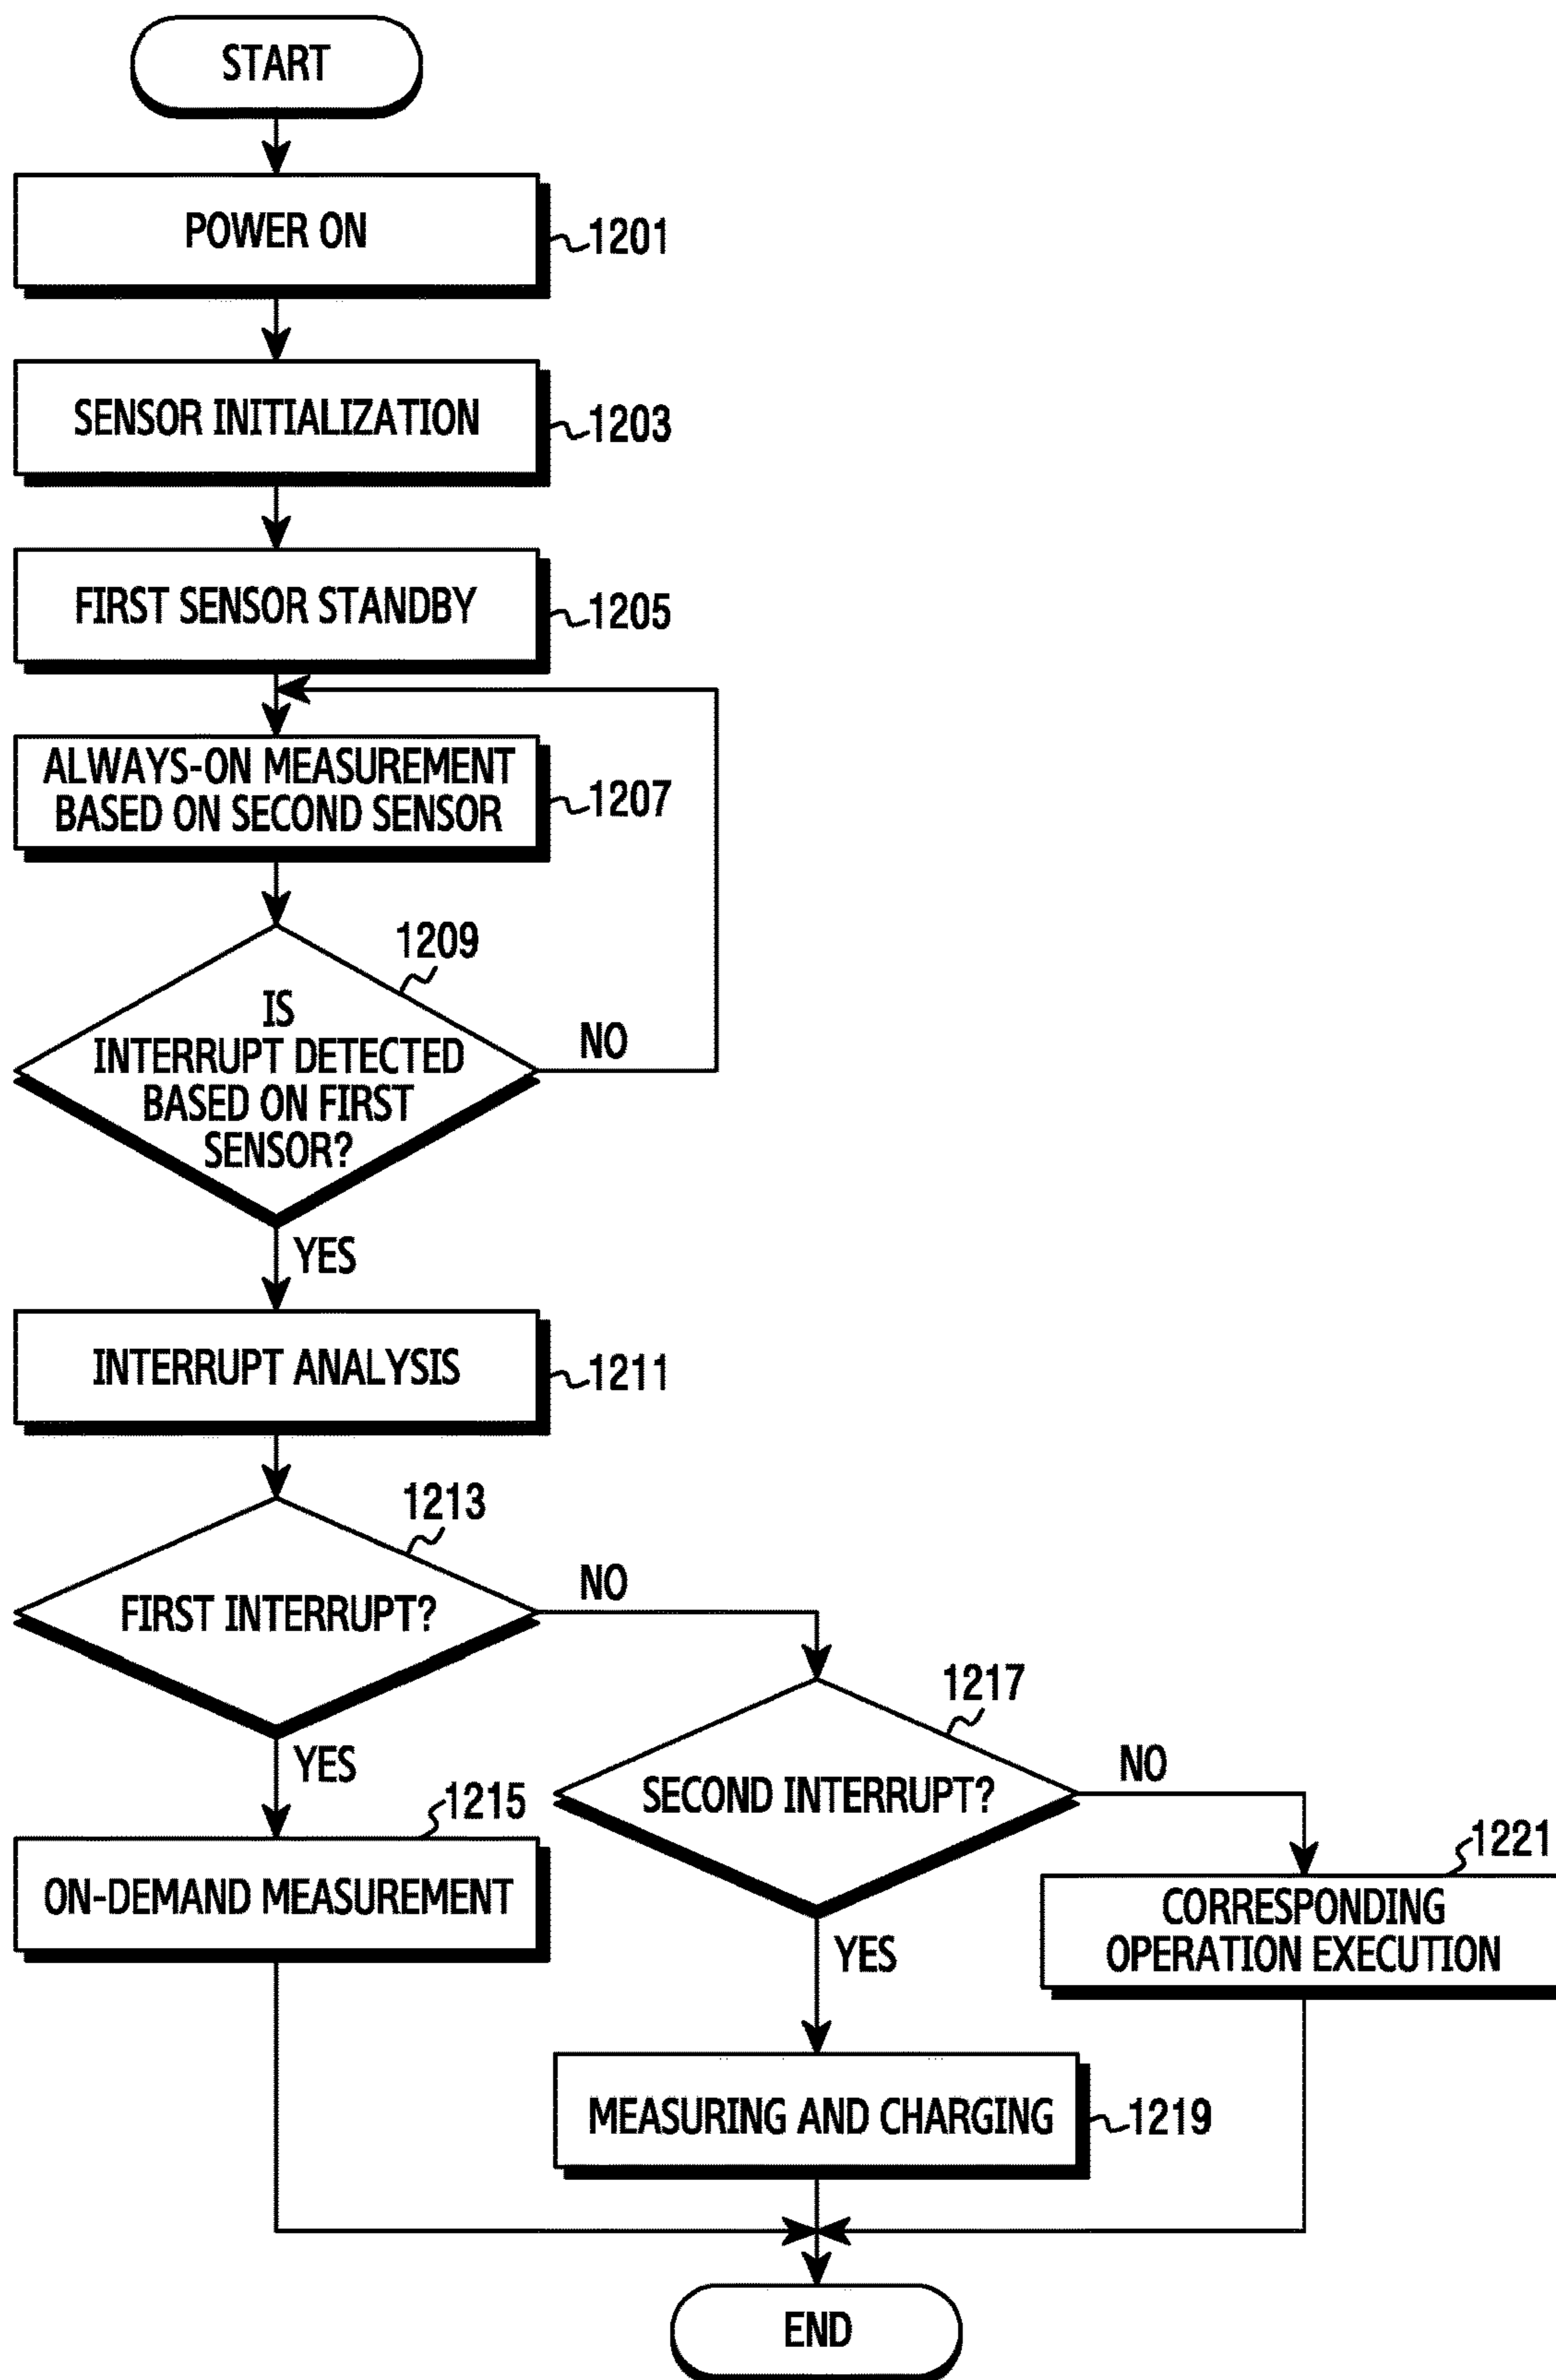 START
POWER ON
1201
SENSOR INITIALIZATION
1203
FIRST SENSOR STANDBY
1205
ALWAYS-ON MEASUREMENT
BASED ON SECOND SENSOR
1207
1209
IS
INTERRUPT DETECTED
BASED ON FIRST
SENSOR?
NO
YES
INTERRUPT ANALYSIS
1211
1213
FIRST INTERRUPT?
NO
YES
1217
SECOND INTERRUPT?
NO
YES
1215
ON-DEMAND MEASUREMENT
1221
CORRESPONDING
OPERATION EXECUTION
MEASURING AND CHARGING
1219
END